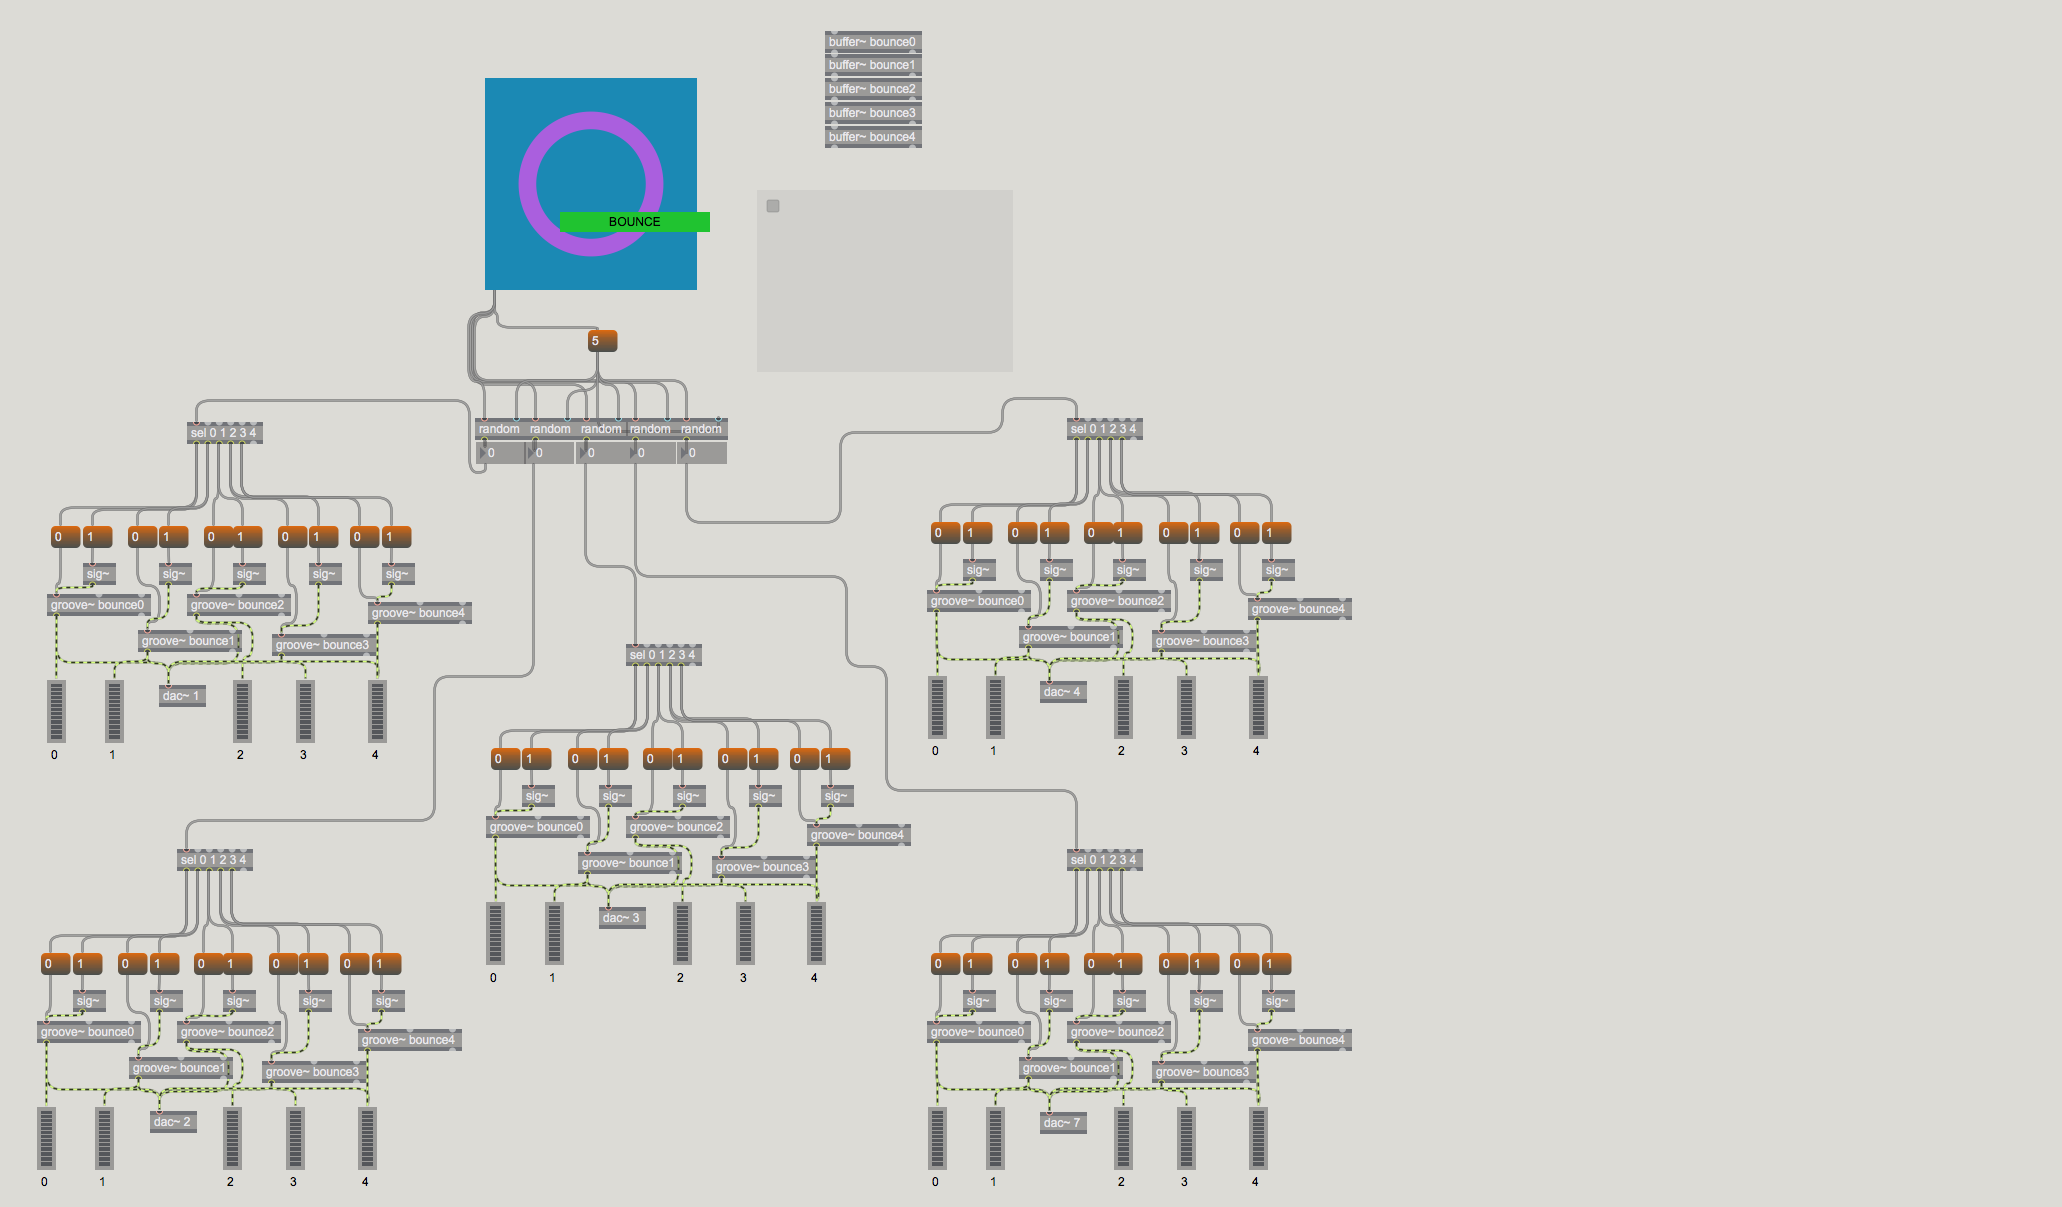 buffer~ bounce0
buffer~ bounce1
buffer~ bounce2
buffer~ bounce3
buffer~ bounce4
BOUNCE
5
random random random random random
0 0 0 0 0
sel 0 1 2 3 4
0 1 0 1 0 1 0 1 0 1
sig~ sig~ sig~ sig~ sig~
groove~ bounce0 groove~ bounce2 groove~ bounce4
groove~ bounce1 groove~ bounce3
dac~ 1
0 1 2 3 4
sel 0 1 2 3 4
0 1 0 1 0 1 0 1 0 1
sig~ sig~ sig~ sig~ sig~
groove~ bounce0 groove~ bounce2 groove~ bounce4
groove~ bounce1 groove~ bounce3
dac~ 4
0 1 2 3 4
sel 0 1 2 3 4
0 1 0 1 0 1 0 1 0 1
sig~ sig~ sig~ sig~ sig~
groove~ bounce0 groove~ bounce2 groove~ bounce4
groove~ bounce1 groove~ bounce3
dac~ 3
0 1 2 3 4
sel 0 1 2 3 4
0 1 0 1 0 1 0 1 0 1
sig~ sig~ sig~ sig~ sig~
groove~ bounce0 groove~ bounce2 groove~ bounce4
groove~ bounce1 groove~ bounce3
dac~ 2
0 1 2 3 4
sel 0 1 2 3 4
0 1 0 1 0 1 0 1 0 1
sig~ sig~ sig~ sig~ sig~
groove~ bounce0 groove~ bounce2 groove~ bounce4
groove~ bounce1 groove~ bounce3
dac~ 7
0 1 2 3 4